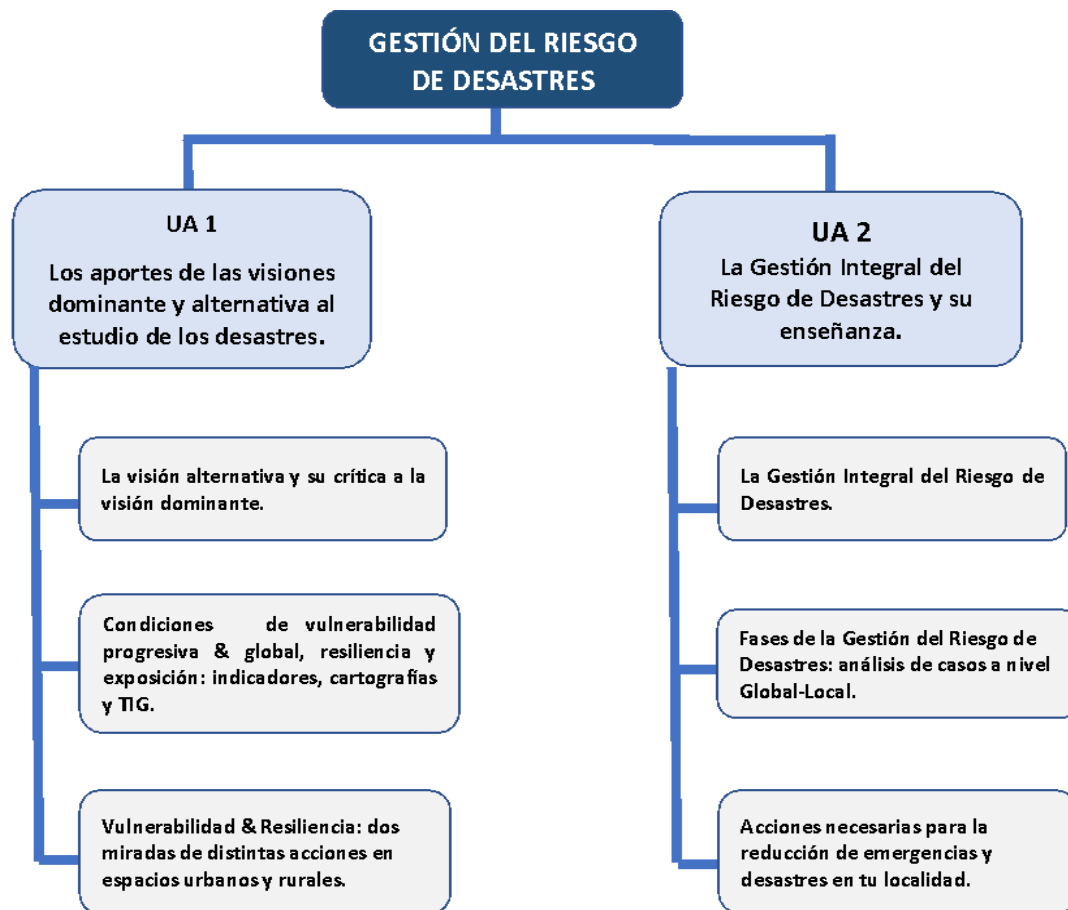 GESTIÓN DEL RIESGO
DE DESASTRES
UA 1
Los aportes de las visiones
dominante y alternativa al
estudio de los desastres.
La visión alternativa y su crítica a la
visión dominante.
Condiciones de vulnerabilidad
progresiva & global, resiliencia y
exposición: indicadores, cartografías
y TIG.
Vulnerabilidad & Resiliencia: dos
miradas de distintas acciones en
espacios urbanos y rurales.
UA 2
La Gestión Integral del
Riesgo de Desastres y su
enseñanza.
La Gestión Integral del Riesgo de
Desastres.
Fases de la Gestión del Riesgo de
Desastres: análisis de casos a nivel
Global-Local.
Acciones necesarias para la
reducción de emergencias y
desastres en tu localidad.